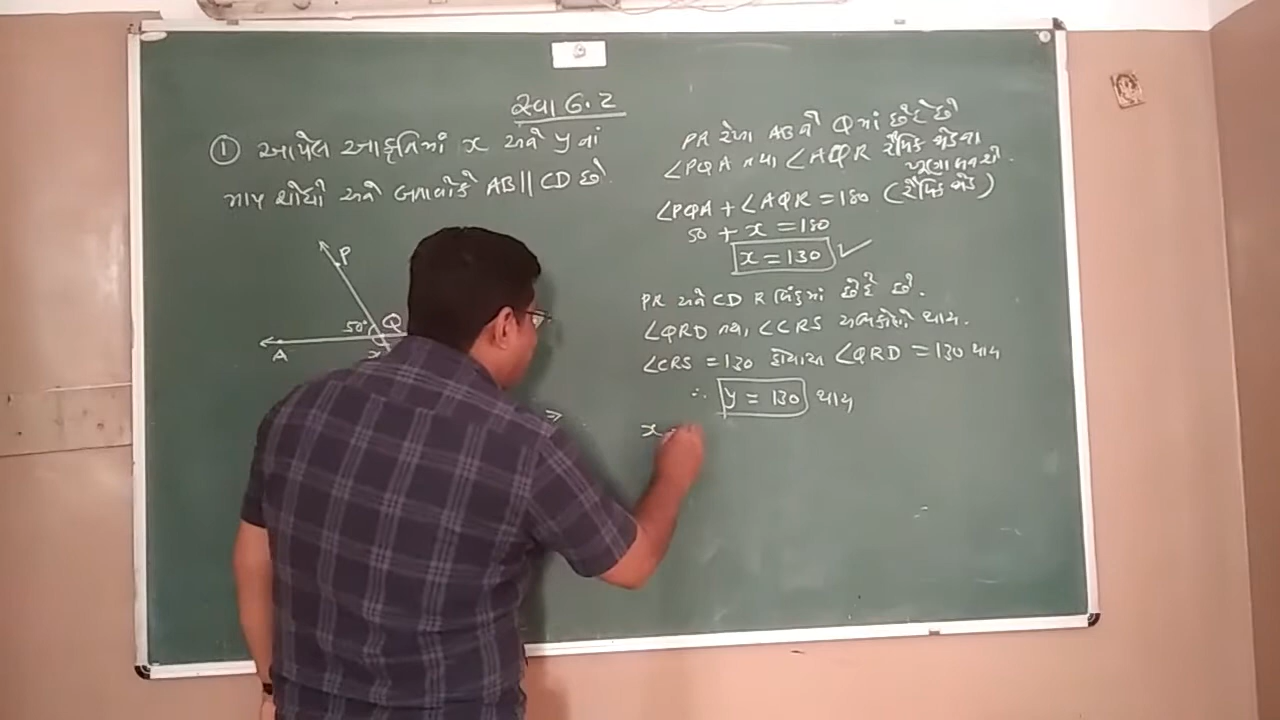 સ્વા 6.2
① આપેલ આકૃતિમાં x અને y નાં
માપ શોધો અને બતાવોકે AB || CD છે.
P
50°
Q
A
x
⇒
PR રેખા AB ને Q માં છેદે છે
∠PQA તથા ∠AQR રૈખિક જોડના
ખૂણા બનશે.
∠PQA + ∠AQR = 180 (રૈખિક જોડ)
50 + x = 180
x = 130 ✓
PR અને CD R બિંદુમાં છેદે છે.
∠QRD તથા ∠CRS અભિકોણો થાય.
∠CRS = 130 હોવાથી ∠QRD = 130 થાય
∴ y = 130 થાય
x